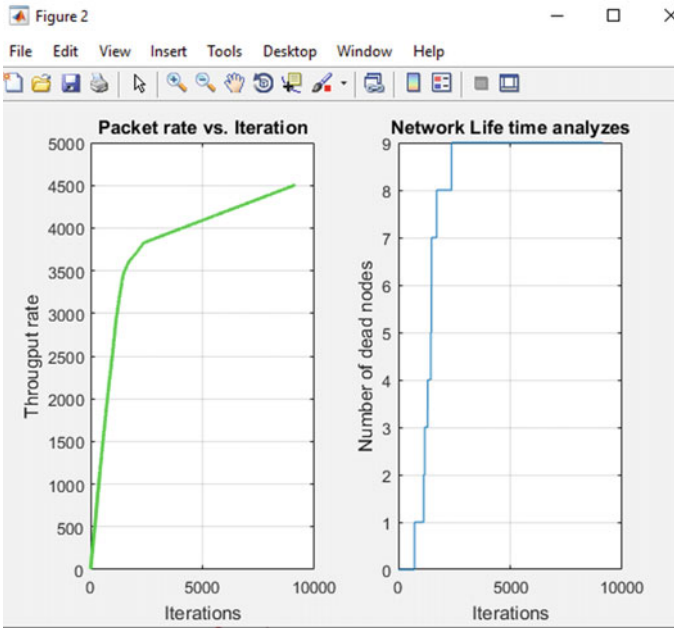 Figure 2
File Edit View Insert Tools Desktop Window Help
Packet rate vs. Iteration
5000
4500
4000
3500
3000
2500
2000
1500
1000
500
0
Througput rate
0 5000 10000
Iterations
Network Life time analyzes
9
8
7
6
5
4
3
2
1
0
Number of dead nodes
0 5000 10000
Iterations